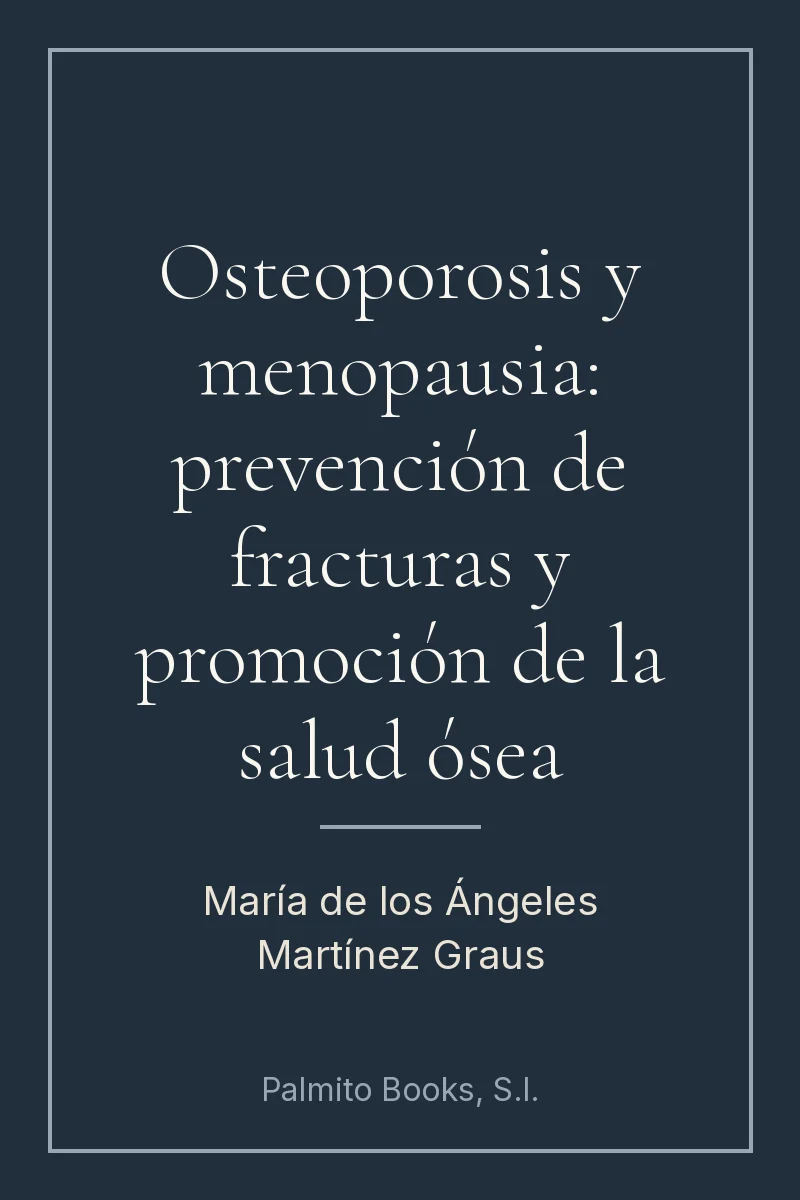 Osteoporosis y
menopausia:
prevención de
fracturas y
promoción de la
salud ósea
María de los Ángeles
Martínez Graus
Palmito Books, S.l.